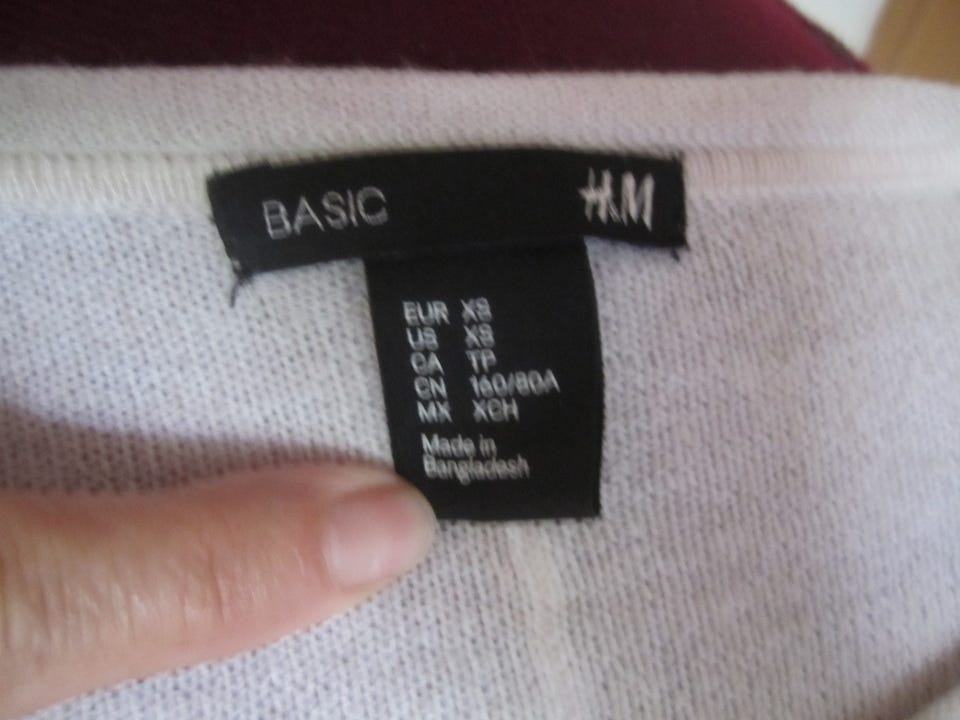 BASIC H&M
EUR XS
US XS
CA TP
CN 160/80A
MX XCH
Made in
Bangladesh